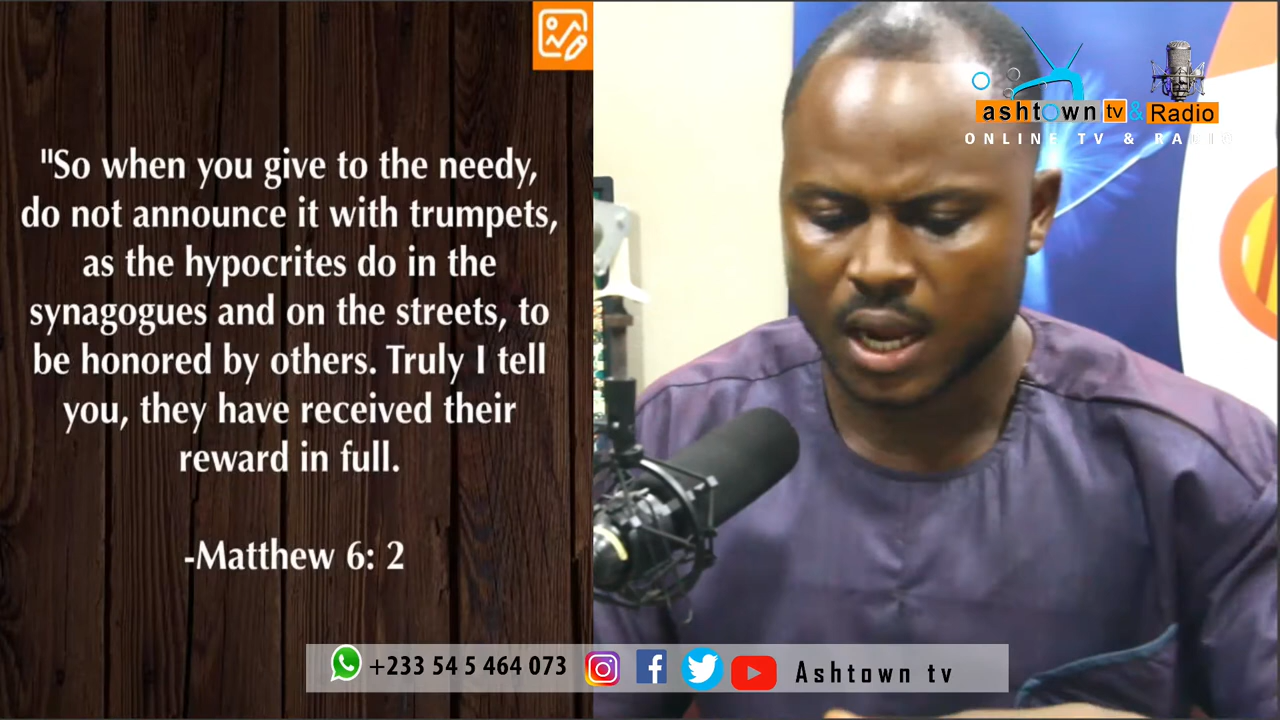 "So when you give to the needy,
do not announce it with trumpets,
as the hypocrites do in the
synagogues and on the streets, to
be honored by others. Truly I tell
you, they have received their
reward in full.
-Matthew 6: 2
ashtown tv & Radio
ONLINE TV & RADIO
+233 54 5 464 073
Ashtown tv